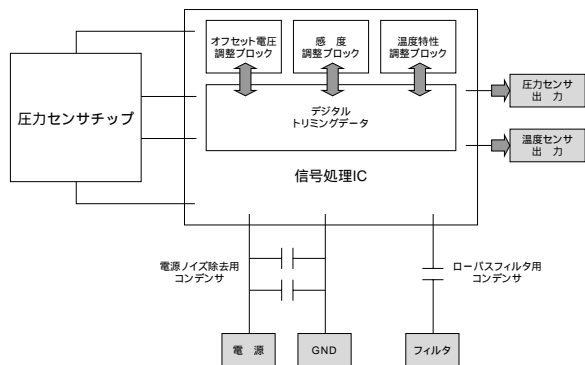 オフセット電圧
調整ブロック
感 度
調整ブロック
温度特性
調整ブロック
圧力センサチップ
デジタル
トリミングデータ
信号処理IC
圧力センサ
出 力
温度センサ
出 力
電源ノイズ除去用
コンデンサ
ローパスフィルタ用
コンデンサ
電 源
GND
フィルタ